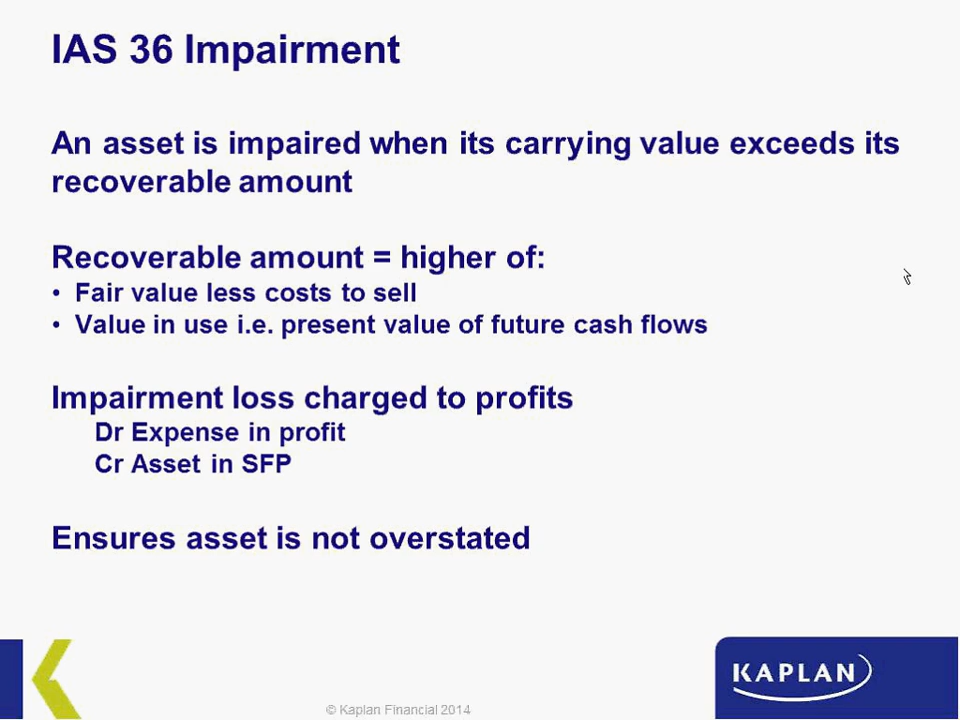 IAS 36 Impairment
An asset is impaired when its carrying value exceeds its
recoverable amount
Recoverable amount = higher of:
• Fair value less costs to sell
• Value in use i.e. present value of future cash flows
Impairment loss charged to profits
Dr Expense in profit
Cr Asset in SFP
Ensures asset is not overstated
KAPLAN
© Kaplan Financial 2014